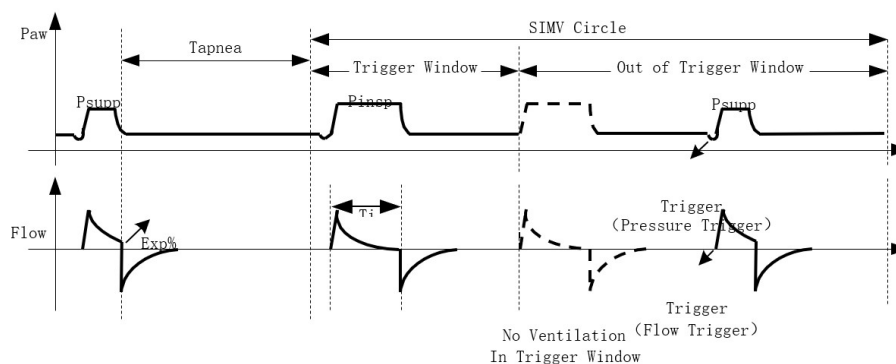 SIMV Circle
Paw
Tapnea
Trigger Window
Out of Trigger Window
Psupp
Pinsp
Psupp
Flow
Exp%
Ti
Trigger
(Pressure Trigger)
Trigger
(Flow Trigger)
No Ventilation
In Trigger Window